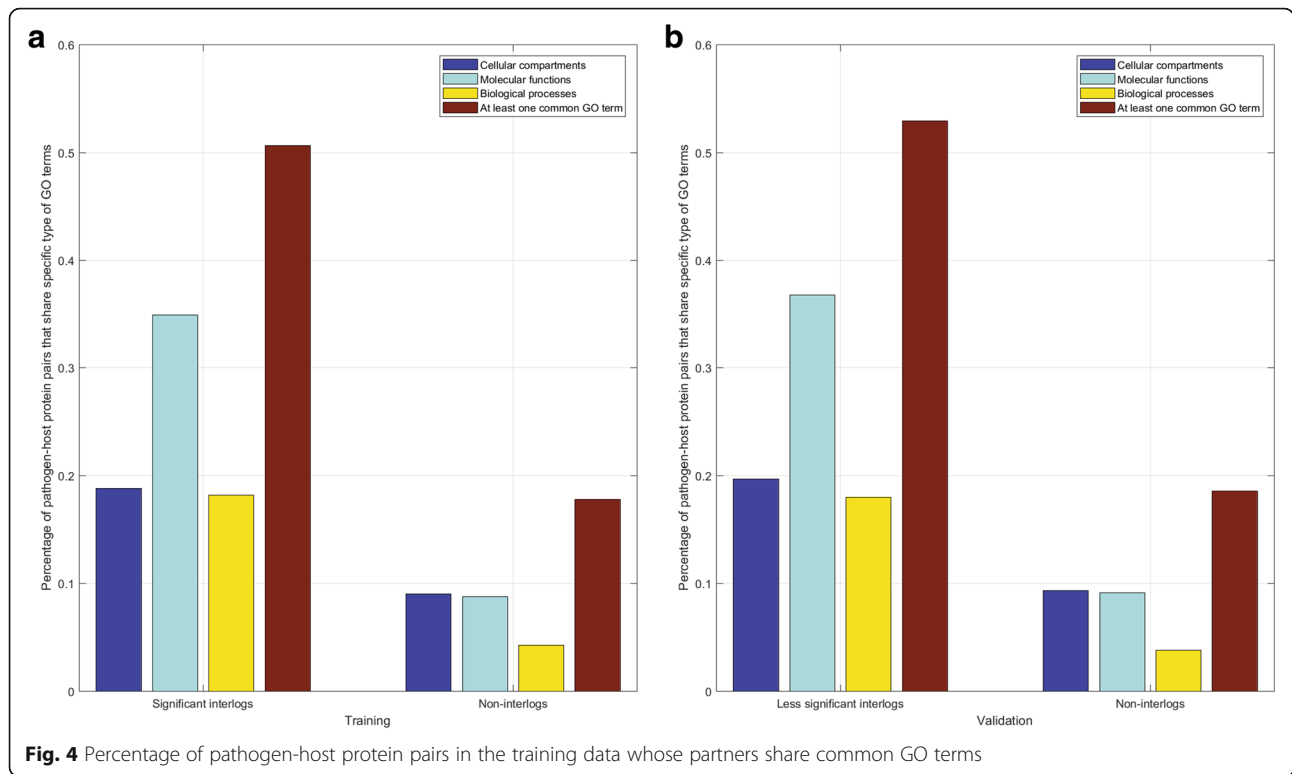 a
Percentage of pathogen-host protein pairs that share specific type of GO terms
0.6
0.5
0.4
0.3
0.2
0.1
0
Cellular compartments
Molecular functions
Biological processes
At least one common GO term
Significant interlogs
Non-interlogs
Training
b
Percentage of pathogen-host protein pairs that share specific type of GO terms
0.6
0.5
0.4
0.3
0.2
0.1
0
Cellular compartments
Molecular functions
Biological processes
At least one common GO term
Less significant interlogs
Non-interlogs
Validation
Fig. 4 Percentage of pathogen-host protein pairs in the training data whose partners share common GO terms